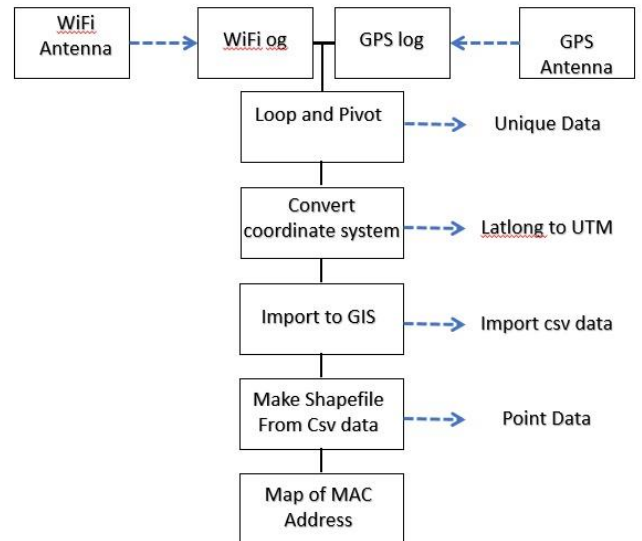 WiFi
Antenna
WiFi og
GPS log
GPS
Antenna
Loop and Pivot
Unique Data
Convert
coordinate system
Latlong to UTM
Import to GIS
Import csv data
Make Shapefile
From Csv data
Point Data
Map of MAC
Address